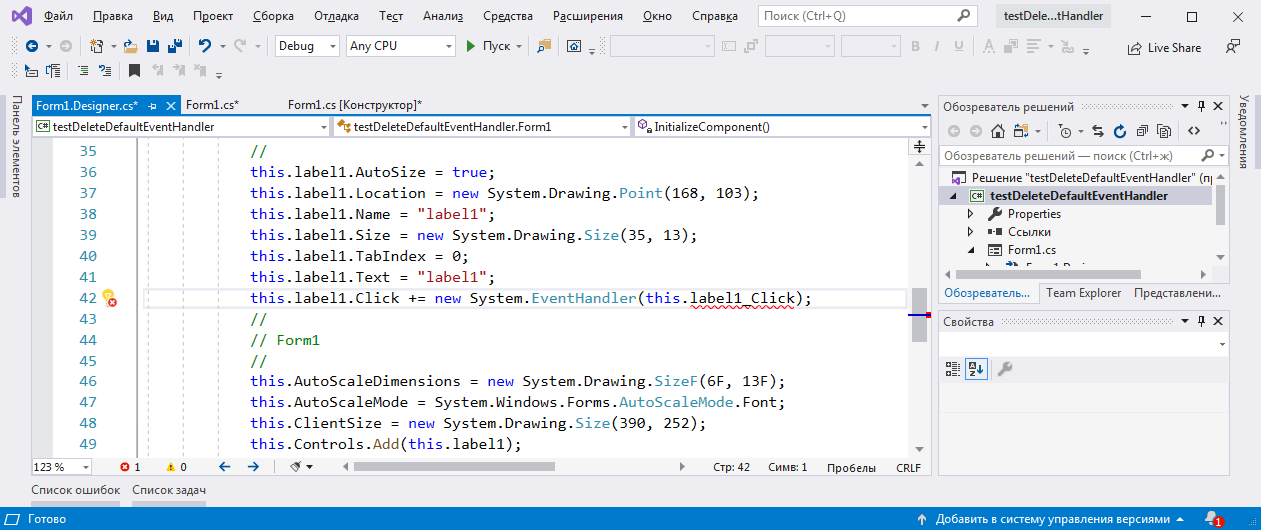 Файл Правка Вид Проект Сборка Отладка Тест Анализ Средства Расширения Окно Справка Поиск (Ctrl+Q) testDele...tHandler
Debug Any CPU Пуск Live Share
Form1.Designer.cs* Form1.cs* Form1.cs [Конструктор]*
testDeleteDefaultEventHandler testDeleteDefaultEventHandler.Form1 InitializeComponent()
35 //
36 this.label1.AutoSize = true;
37 this.label1.Location = new System.Drawing.Point(168, 103);
38 this.label1.Name = "label1";
39 this.label1.Size = new System.Drawing.Size(35, 13);
40 this.label1.TabIndex = 0;
41 this.label1.Text = "label1";
42 this.label1.Click += new System.EventHandler(this.label1_Click);
43 //
44 // Form1
45 //
46 this.AutoScaleDimensions = new System.Drawing.SizeF(6F, 13F);
47 this.AutoScaleMode = System.Windows.Forms.AutoScaleMode.Font;
48 this.ClientSize = new System.Drawing.Size(390, 252);
49 this.Controls.Add(this.label1);
123 % 1 0 Стр: 42 Симв: 1 Пробелы CRLF
Панель элементов
Обозреватель решений
Обозреватель решений — поиск (Ctrl+ж)
Решение "testDeleteDefaultEventHandler" (
testDeleteDefaultEventHandler
Properties
Ссылки
Form1.cs
Обозреватель... Team Explorer Представлени...
Свойства
Уведомления
Список ошибок Список задач
Готово Добавить в систему управления версиями 1